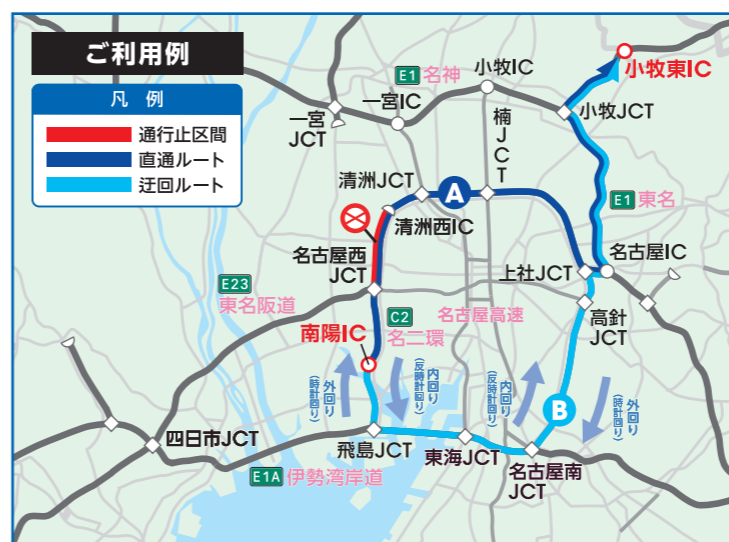 ご利用例
凡例
通行止区間
直通ルート
迂回ルート
E1 名神
小牧IC
小牧東IC
一宮IC
一宮
JCT
小牧JCT
楠JCT
清洲JCT
A
清洲西IC
E1 東名
名古屋西
JCT
上社JCT
名古屋IC
E23
東名阪道
C2
名二環
名古屋高速
高針
JCT
南陽IC
外回り
(時計回り)
内回り
(反時計回り)
内回り
(反時計回り)
外回り
(時計回り)
B
四日市JCT
飛島JCT
東海JCT
名古屋南
JCT
E1A 伊勢湾岸道